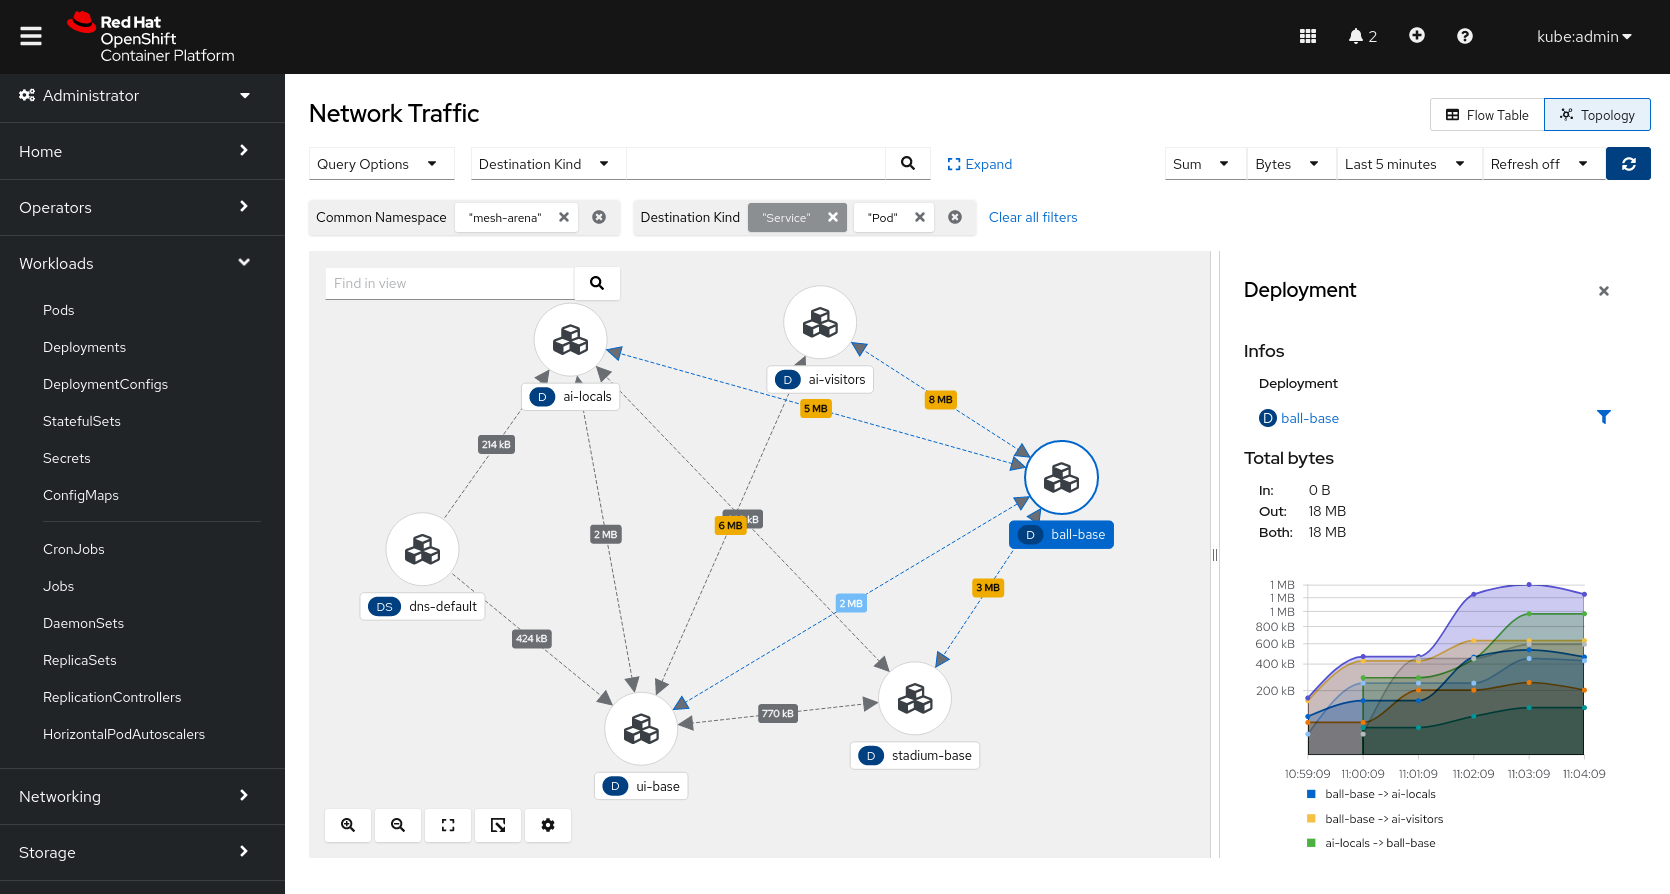 Red Hat
OpenShift
Container Platform
2
kube:admin
Administrator
Home
Operators
Workloads
Pods
Deployments
DeploymentConfigs
StatefulSets
Secrets
ConfigMaps
CronJobs
Jobs
DaemonSets
ReplicaSets
ReplicationControllers
HorizontalPodAutoscalers
Networking
Storage
Network Traffic
Flow Table
Topology
Query Options
Destination Kind
Expand
Sum
Bytes
Last 5 minutes
Refresh off
Common Namespace
"mesh-arena"
Destination Kind
"Service"
"Pod"
Clear all filters
Find in view
D ai-locals
D ai-visitors
5 MB
8 MB
214 kB
2 MB
6 MB
kB
D ball-base
DS dns-default
3 MB
2 MB
424 kB
770 kB
D stadium-base
D ui-base
Deployment
Infos
Deployment
D ball-base
Total bytes
In: 0 B
Out: 18 MB
Both: 18 MB
1 MB
1 MB
1 MB
800 kB
600 kB
400 kB
200 kB
10:59:09 11:00:09 11:01:09 11:02:09 11:03:09 11:04:09
ball-base -> ai-locals
ball-base -> ai-visitors
ai-locals -> ball-base